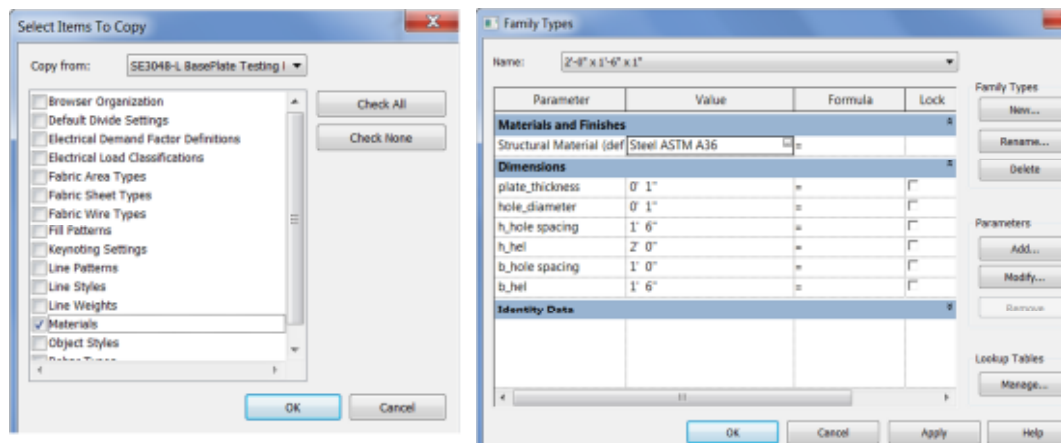 Select Items To Copy
Copy from: SE3048-L BasePlate Testing
Browser Organization
Default Divide Settings
Electrical Demand Factor Definitions
Electrical Load Classifications
Fabric Area Types
Fabric Sheet Types
Fabric Wire Types
Fill Patterns
Keynoting Settings
Line Patterns
Line Styles
Line Weights
Materials
Object Styles
Check All
Check None
OK Cancel
Family Types
Name: 2'-0" x 1'-6" x 1"
Parameter Value Formula Lock
Materials and Finishes
Structural Material (def Steel ASTM A36 =
Dimensions
plate_thickness 0' 1" =
hole_diameter 0' 1" =
h_hole spacing 1' 6" =
h_hel 2' 0" =
b_hole spacing 1' 0" =
b_hel 1' 6" =
Identity Data
Family Types
New...
Rename...
Delete
Parameters
Add...
Modify...
Remove
Lookup Tables
Manage...
OK Cancel Apply Help